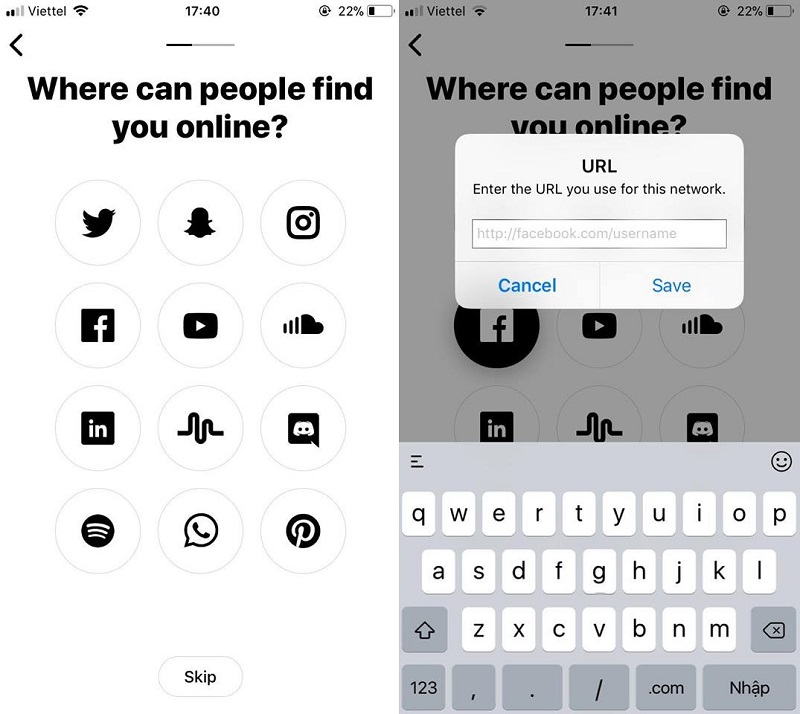 Viettel 17:40 22%
Where can people find
you online?
in
Skip
Viettel 17:41 22%
Where can people find
you online?
URL
Enter the URL you use for this network.
http://facebook.com/username
Cancel Save
in
q w e r t y u i o p
a s d f g h j k l
z x c v b n m
123 , . / .com Nhập